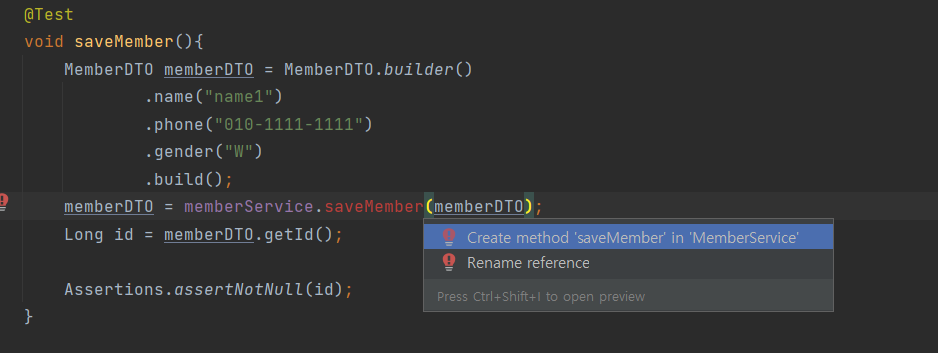 @Test
void saveMember(){
MemberDTO memberDTO = MemberDTO.builder()
.name("name1")
.phone("010-1111-1111")
.gender("W")
.build();
memberDTO = memberService.saveMember(memberDTO);
Create method 'saveMember' in 'MemberService'
Long id = memberDTO.getId();
Rename reference
Press Ctrl+Shift+I to open preview
Assertions.assertNotNull(id);
}